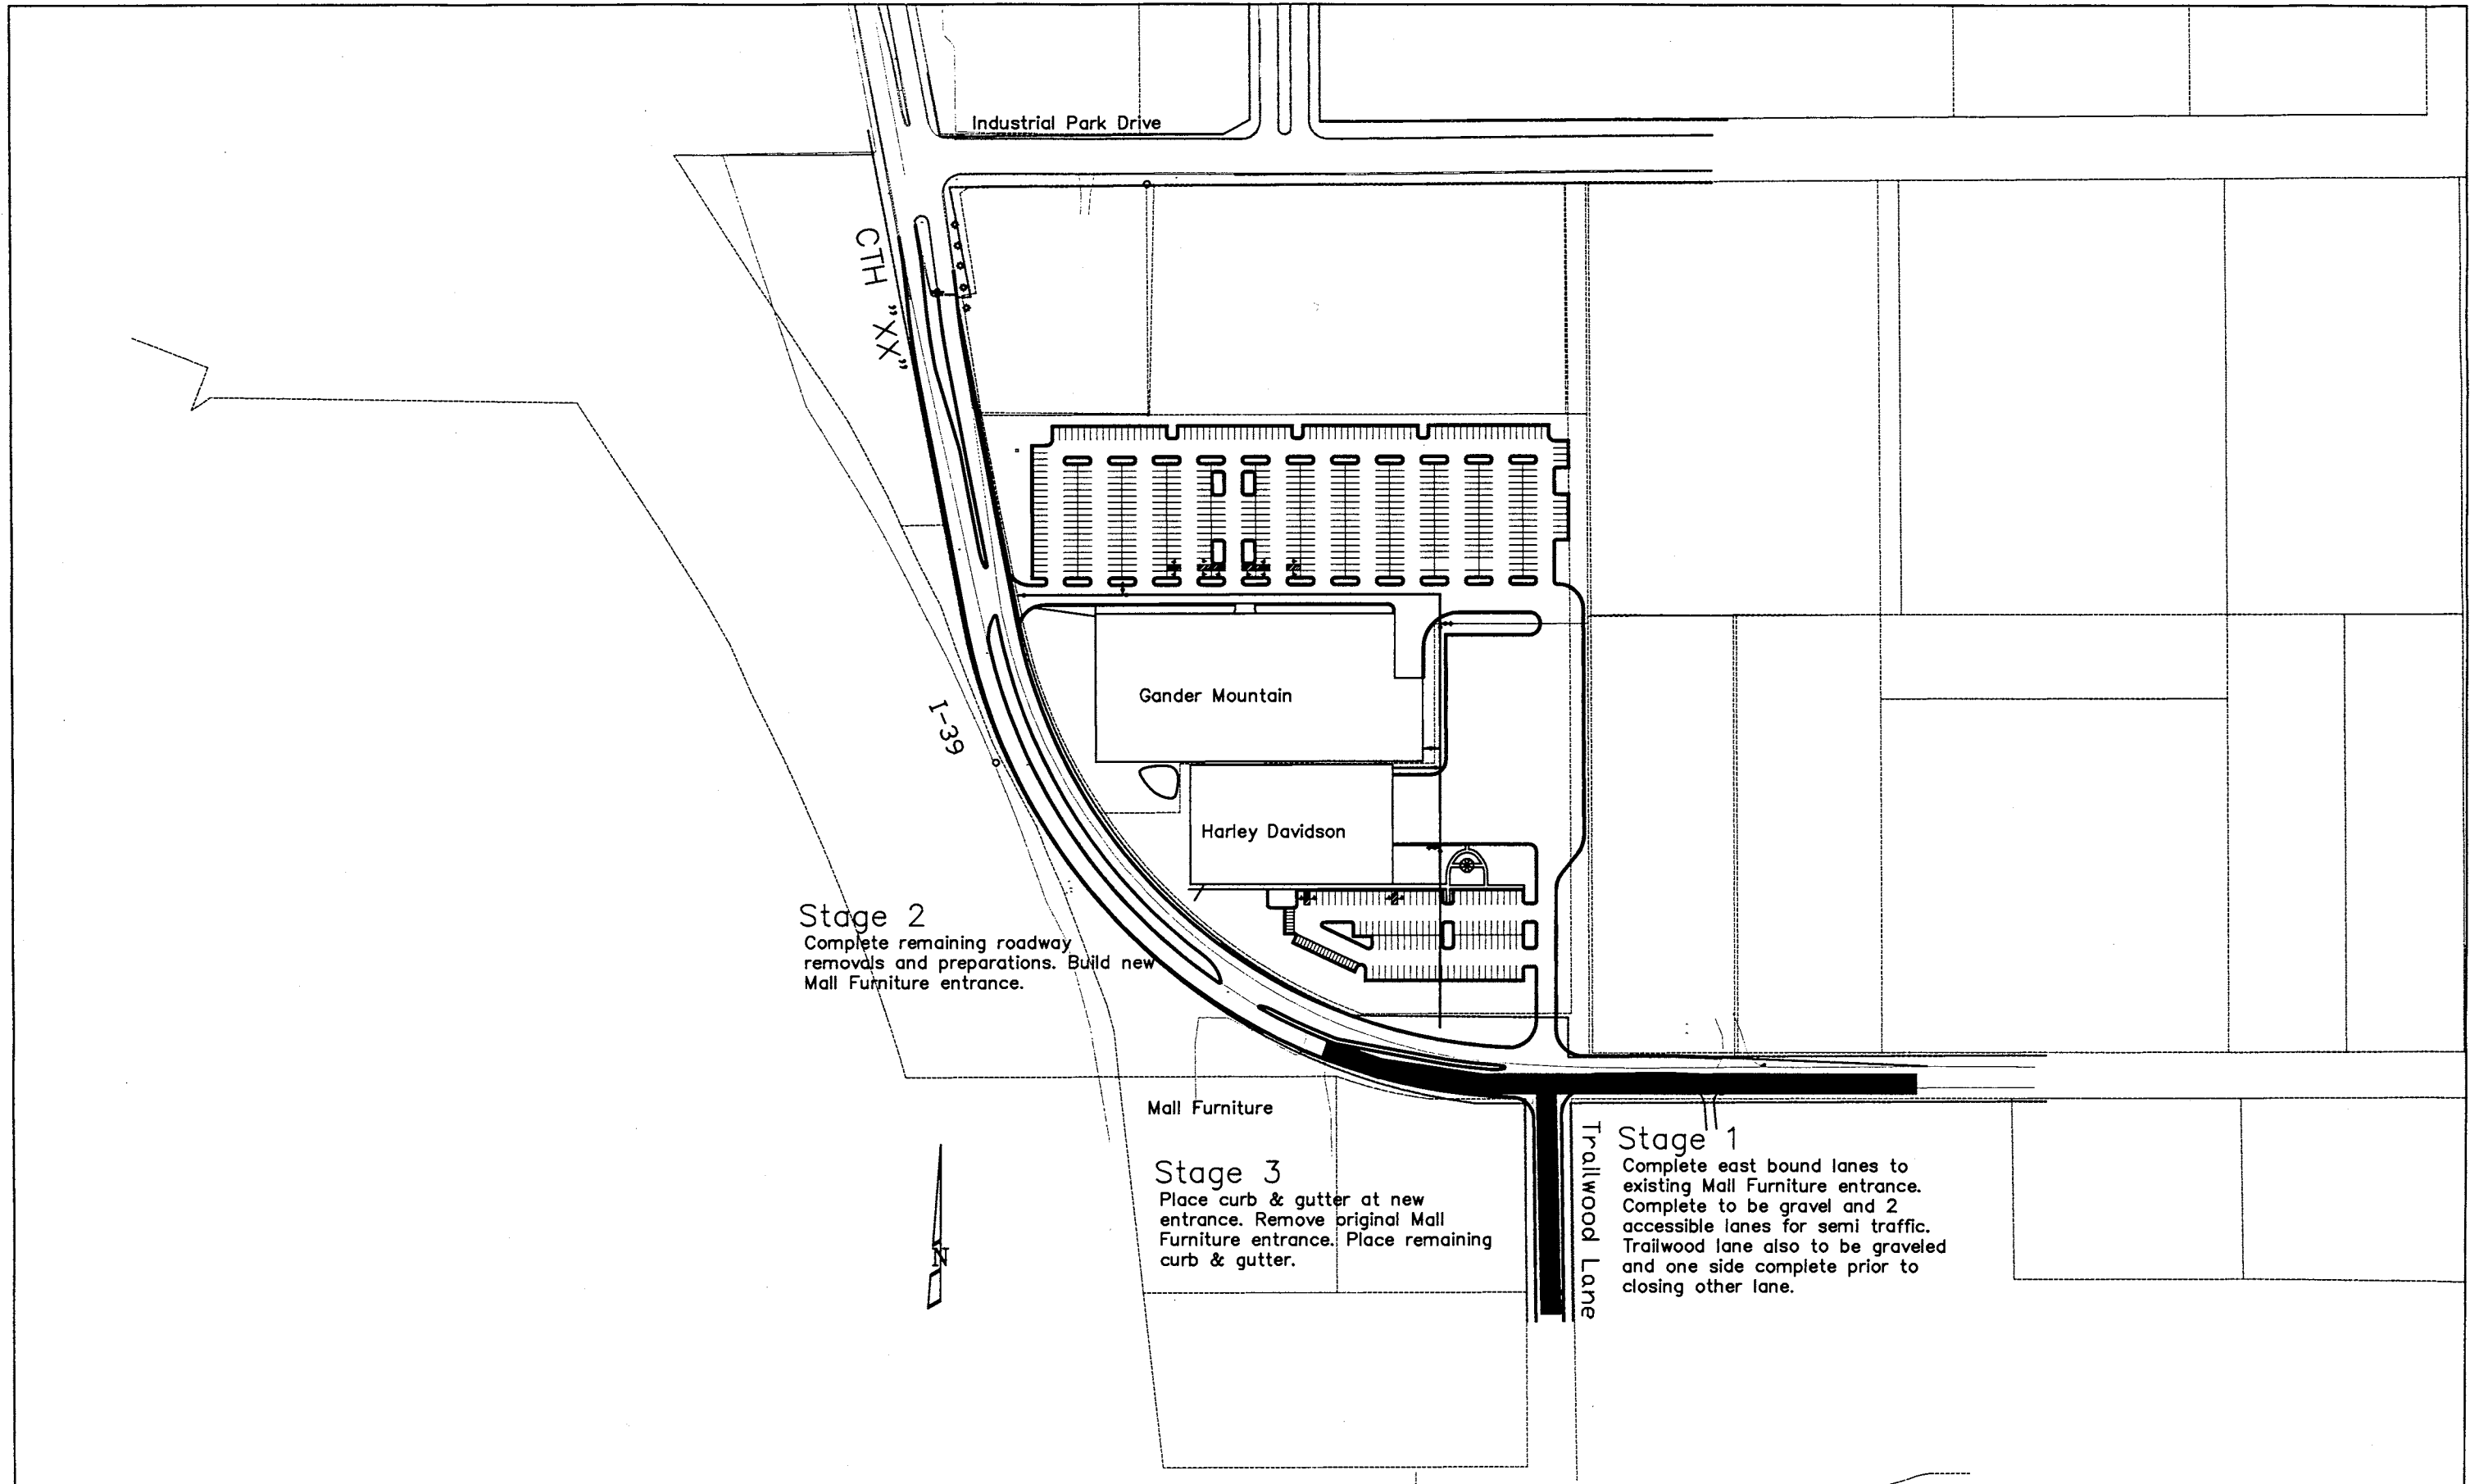 Industrial Park Drive
CTH "XX"
Gander Mountain
I-39
Harley Davidson
Stage 2
Complete remaining roadway
removals and preparations. Build new
Mall Furniture entrance.
Mall Furniture
Stage 3
Place curb & gutter at new
entrance. Remove original Mall
Furniture entrance. Place remaining
curb & gutter.
Trailwood Lane
Stage 1
Complete east bound lanes to
existing Mall Furniture entrance.
Complete to be gravel and 2
accessible lanes for semi traffic.
Trailwood lane also to be graveled
and one side complete prior to
closing other lane.
N